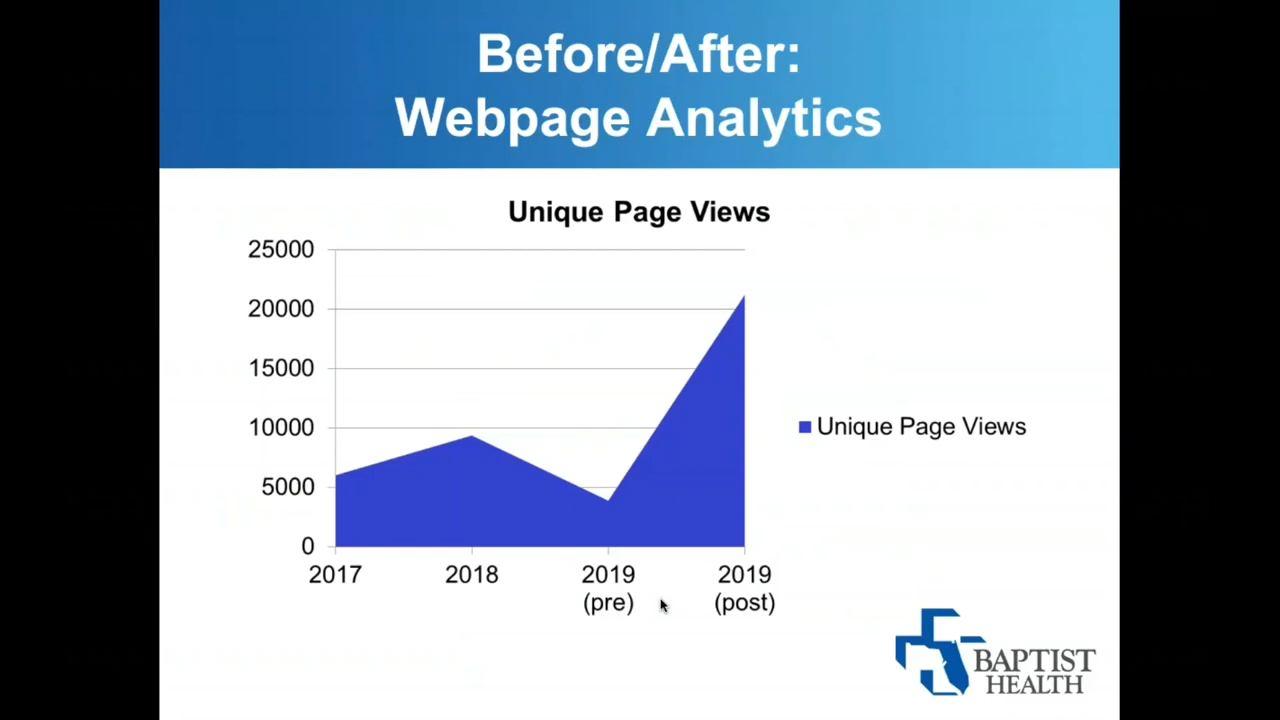 Before/After:
Webpage Analytics
Unique Page Views
25000
20000
15000
10000
5000
0
2017
2018
2019
(pre)
2019
(post)
Unique Page Views
BAPTIST
HEALTH